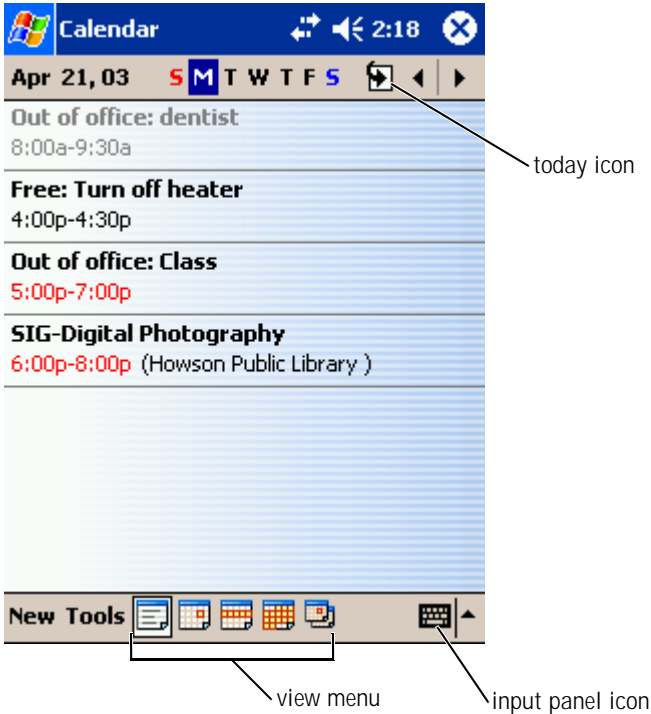 Calendar 2:18
Apr 21, 03 S M T W T F S
today icon
Out of office: dentist
8:00a-9:30a
Free: Turn off heater
4:00p-4:30p
Out of office: Class
5:00p-7:00p
SIG-Digital Photography
6:00p-8:00p (Howson Public Library )
New Tools
view menu
input panel icon